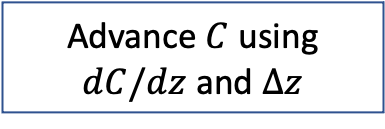 Advance 𝐶 using
𝑑𝐶/𝑑𝑧 and Δ𝑧